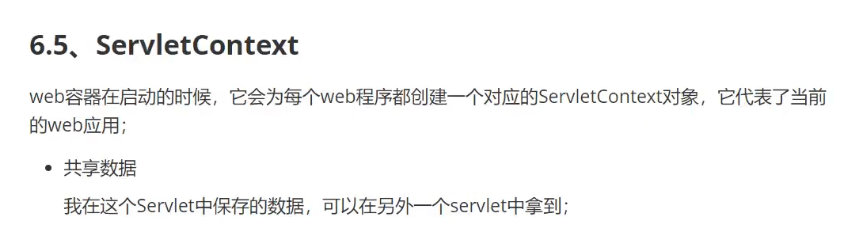 6.5、ServletContext
web容器在启动的时候，它会为每个web程序都创建一个对应的ServletContext对象，它代表了当前
的web应用；
• 共享数据
我在这个Servlet中保存的数据，可以在另外一个servlet中拿到；